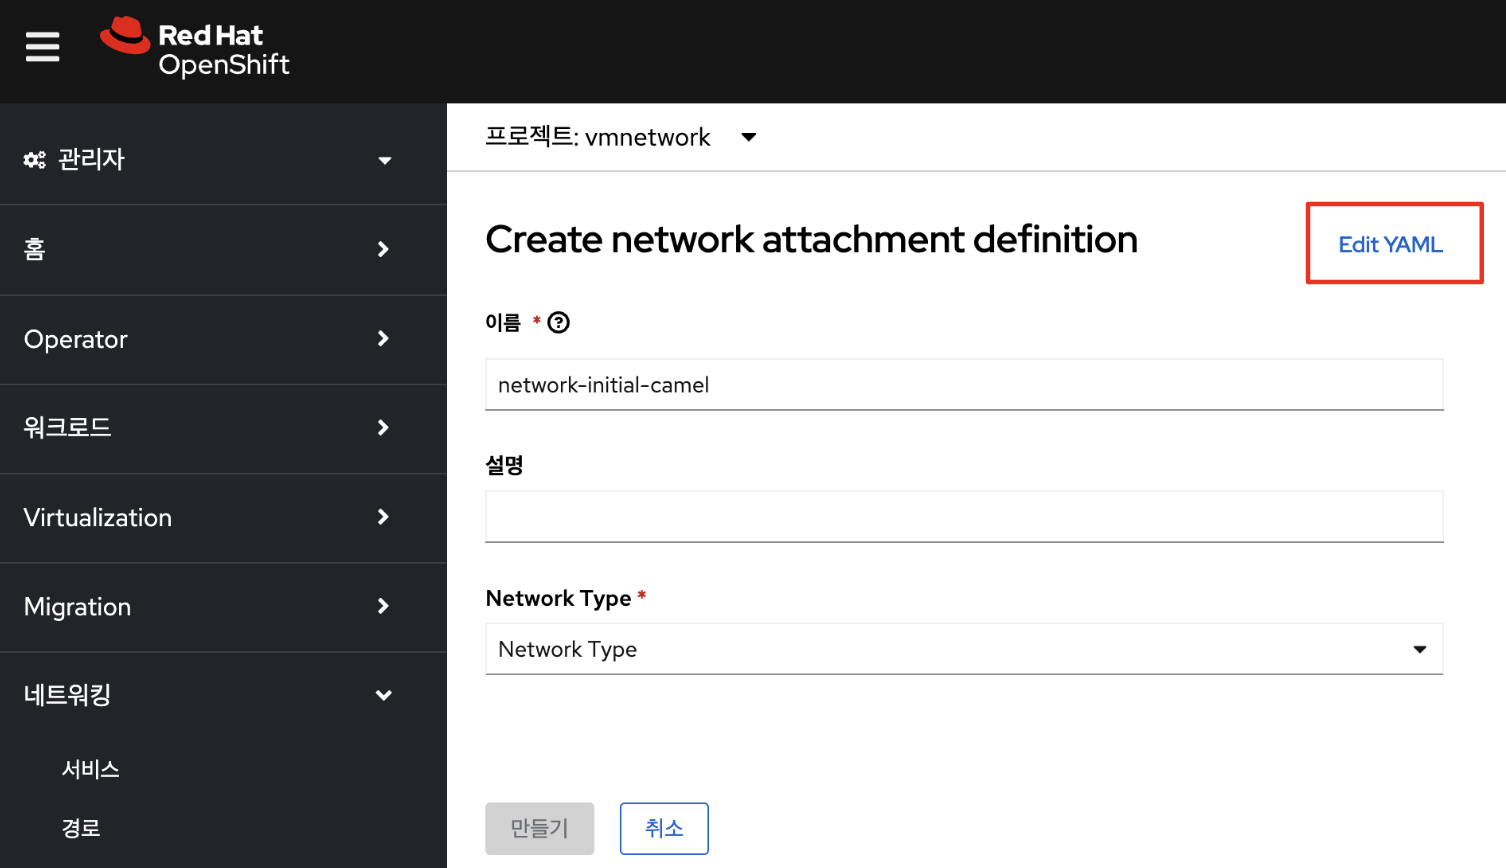 Red Hat
OpenShift
관리자
홈
Operator
워크로드
Virtualization
Migration
네트워킹
서비스
경로
프로젝트: vmnetwork
Create network attachment definition
Edit YAML
이름 *
network-initial-camel
설명
Network Type *
Network Type
만들기
취소